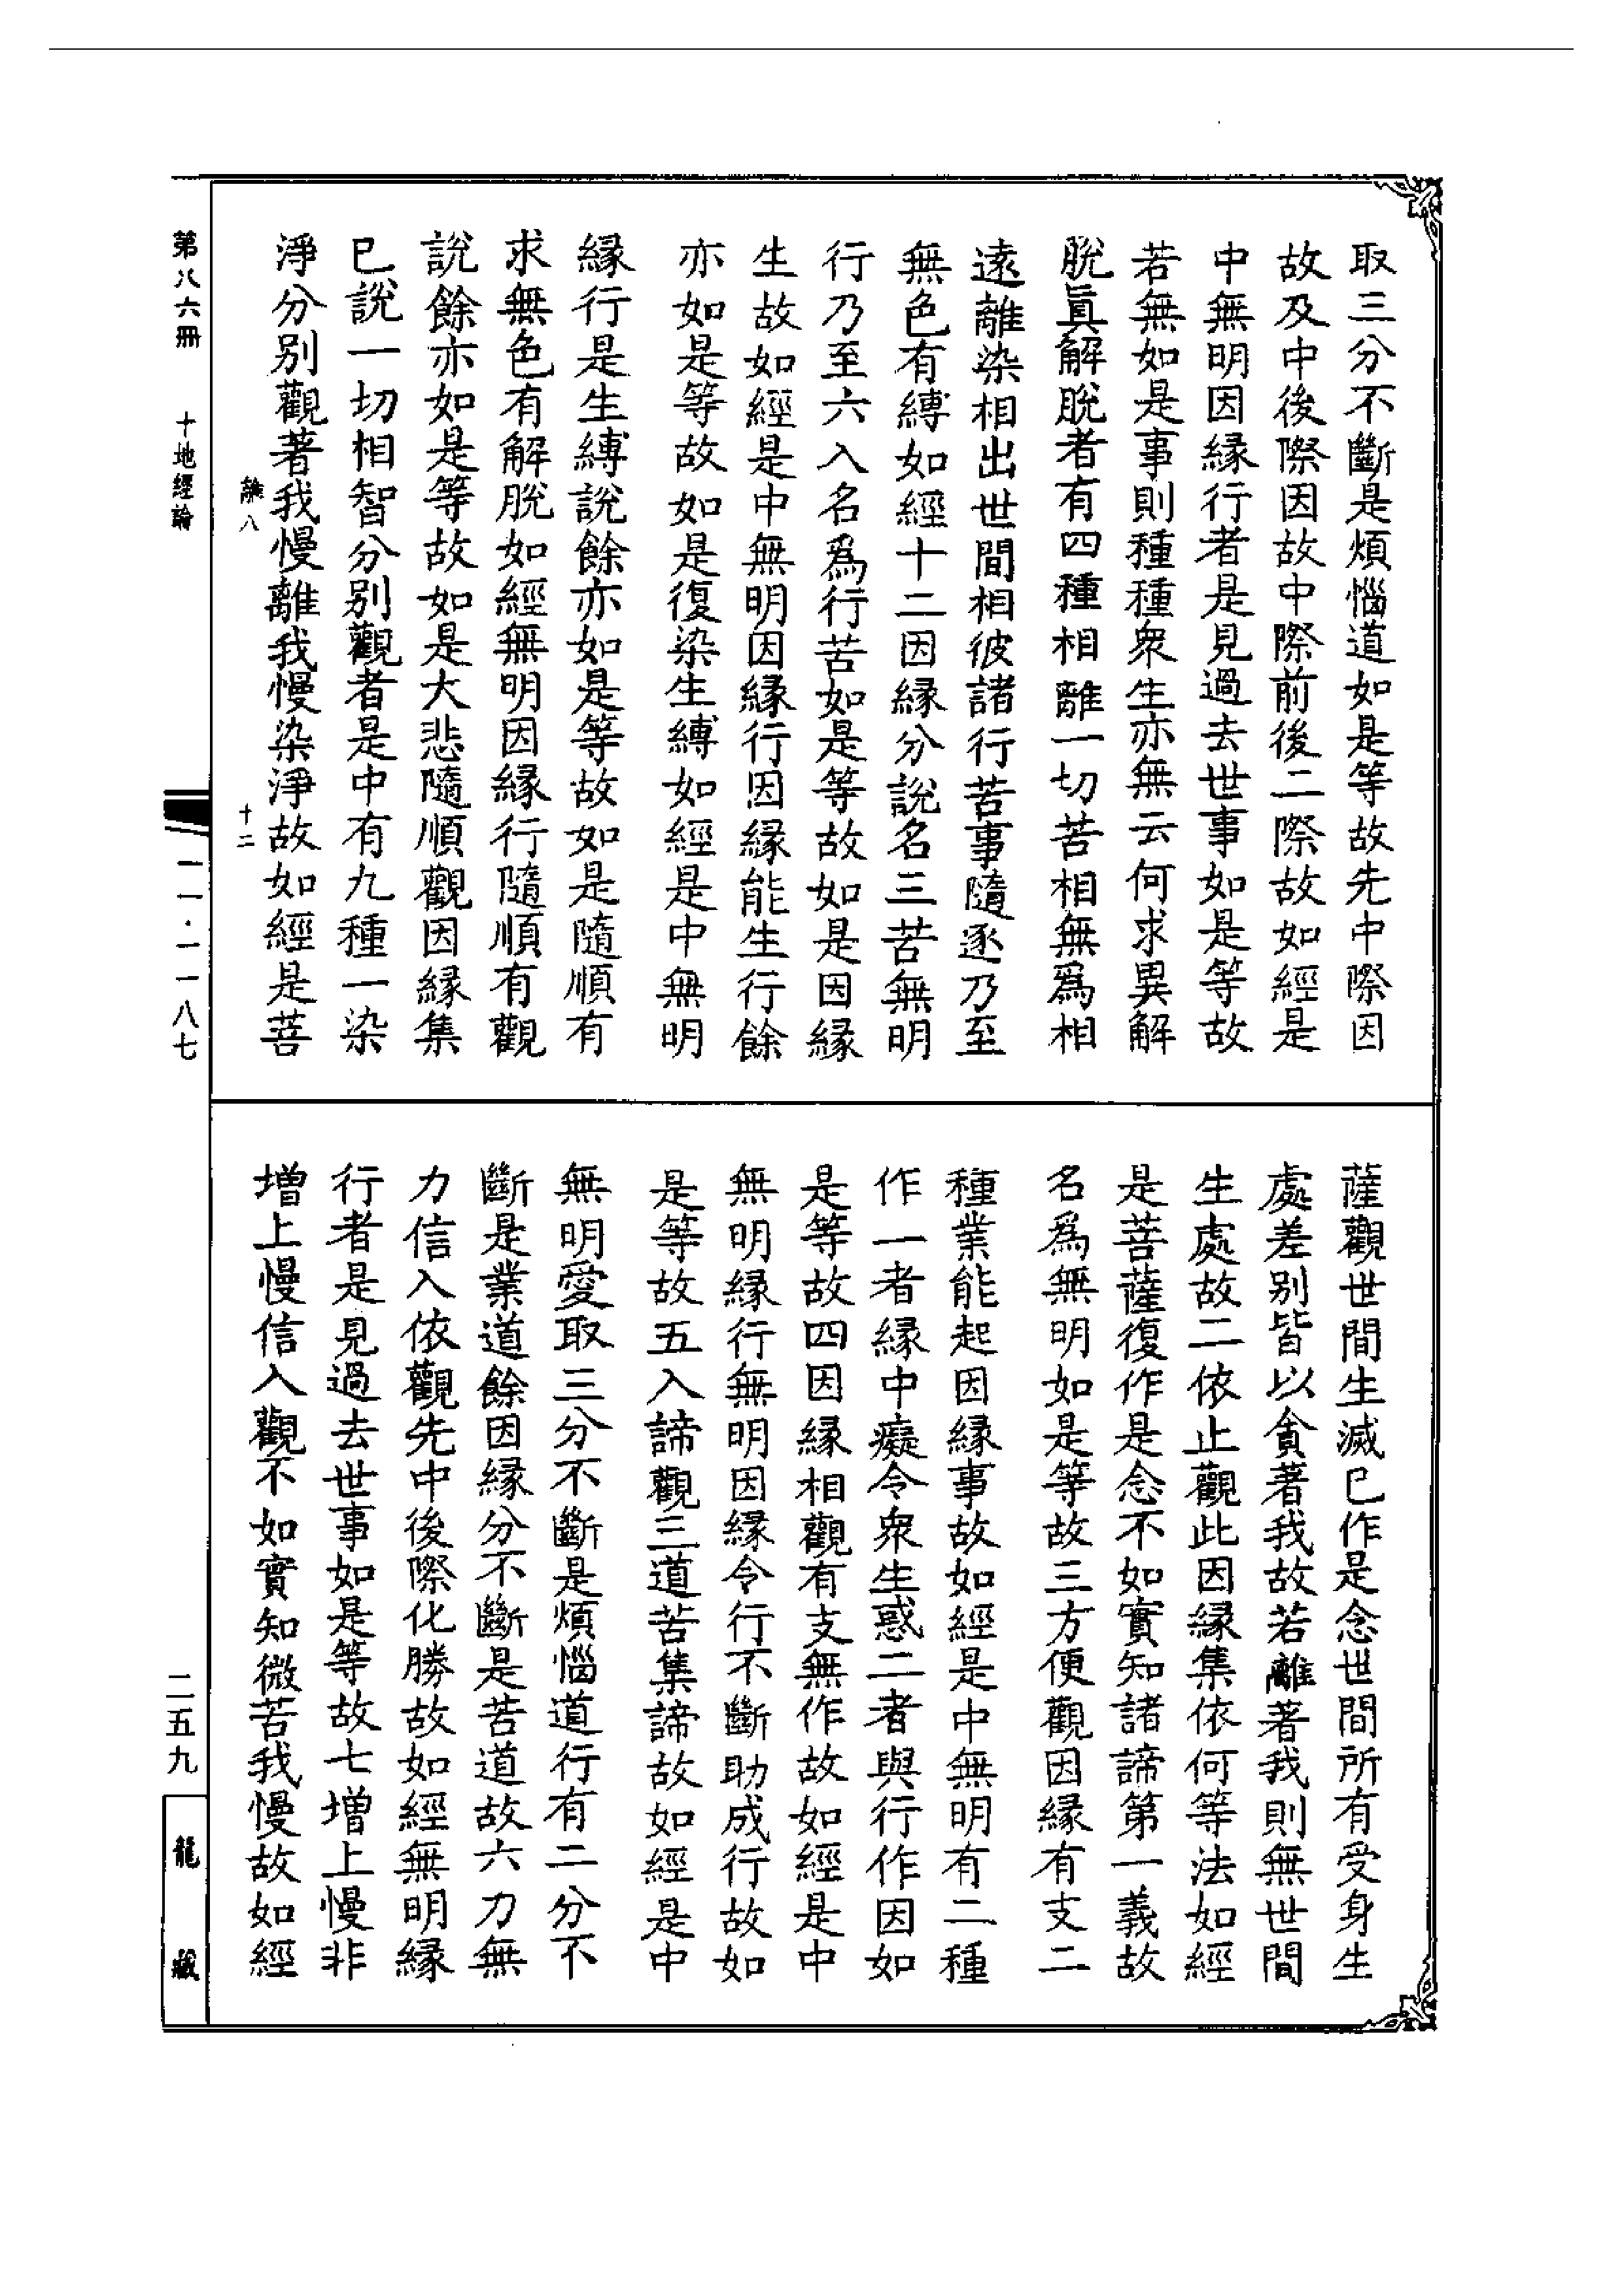 取三分不斷是煩惱道如是等故先中際因
故及中後際因故中際前後二際故如經是
中無明因緣行者是見過去世事如是等故
若無如是事則種種衆生亦無云何求異解
脫眞解脫者有四種相離一切苦相無爲相
遠離染相出世間相彼諸行苦事隨逐乃至
無色有縛如經十二因緣分說名三苦無明
行乃至六入名爲行苦如是等故如是因緣
生故如經是中無明因緣行因緣能生行餘
亦如是等故如是復染生縛如經是中無明
緣行是生縛說餘亦如是等故如是隨順有
求無色有解脫如經無明因緣行隨順有觀
說餘亦如是等故如是大悲隨順觀因緣集
已說一切相智分別觀者是中有九種一染
淨分別觀著我慢離我慢染淨故如經是菩
薩觀世間生滅已作是念世間所有受身生
處差別皆以貪著我故若離著我則無世間
生處故二依止觀此因緣集依何等法如經
是菩薩復作是念不如實知諸諦第一義故
名爲無明如是等故三方便觀因緣有支二
種業能起因緣事故如經是中無明有二種
作一者緣中癡令衆生惑二者與行作因如
是等故四因緣相觀有支無作故如經是中
無明緣行無明因緣令行不斷助成行故如
是等故五入諦觀三道苦集諦故如經是中
無明愛取三分不斷是煩惱道行有二分不
斷是業道餘因緣分不斷是苦道故六力無
力信入依觀先中後際化勝故如經無明緣
行者是見過去世事如是等故七增上慢非
增上慢信入觀不如實知微苦我慢故如經
論八
十二
第八六冊
十地經論
一一·一一八七
二五九
龍藏